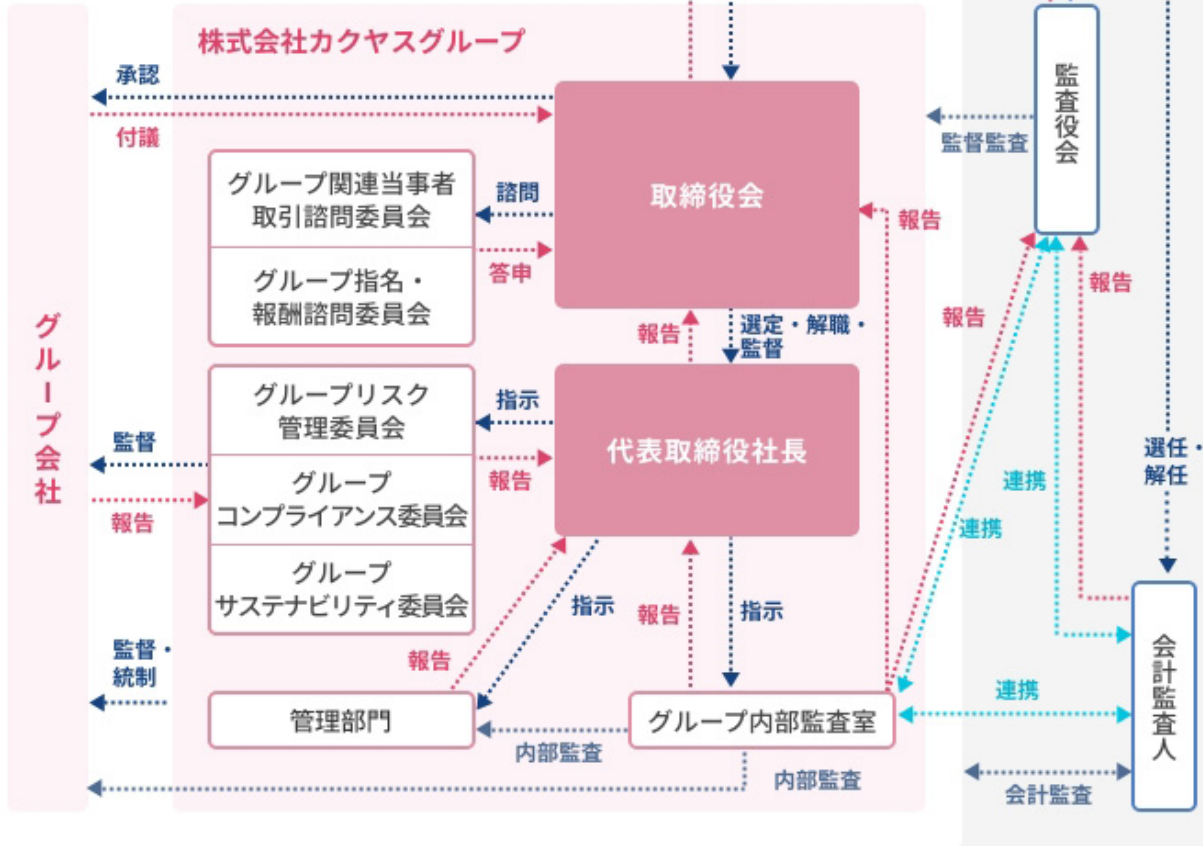 株式会社カクヤスグループ
承認
付議
グループ関連当事者
取引諮問委員会
諮問
取締役会
監督監査
監査役会
報告
答申
グループ指名・
報酬諮問委員会
報告
報告
報告
選定・解職・
監督
グループ会社
グループリスク
管理委員会
指示
代表取締役社長
監督
報告
グループ
コンプライアンス委員会
報告
連携
選任・
解任
連携
グループ
サステナビリティ委員会
指示
報告
指示
監督・
統制
報告
管理部門
グループ内部監査室
連携
会計監査人
内部監査
内部監査
会計監査